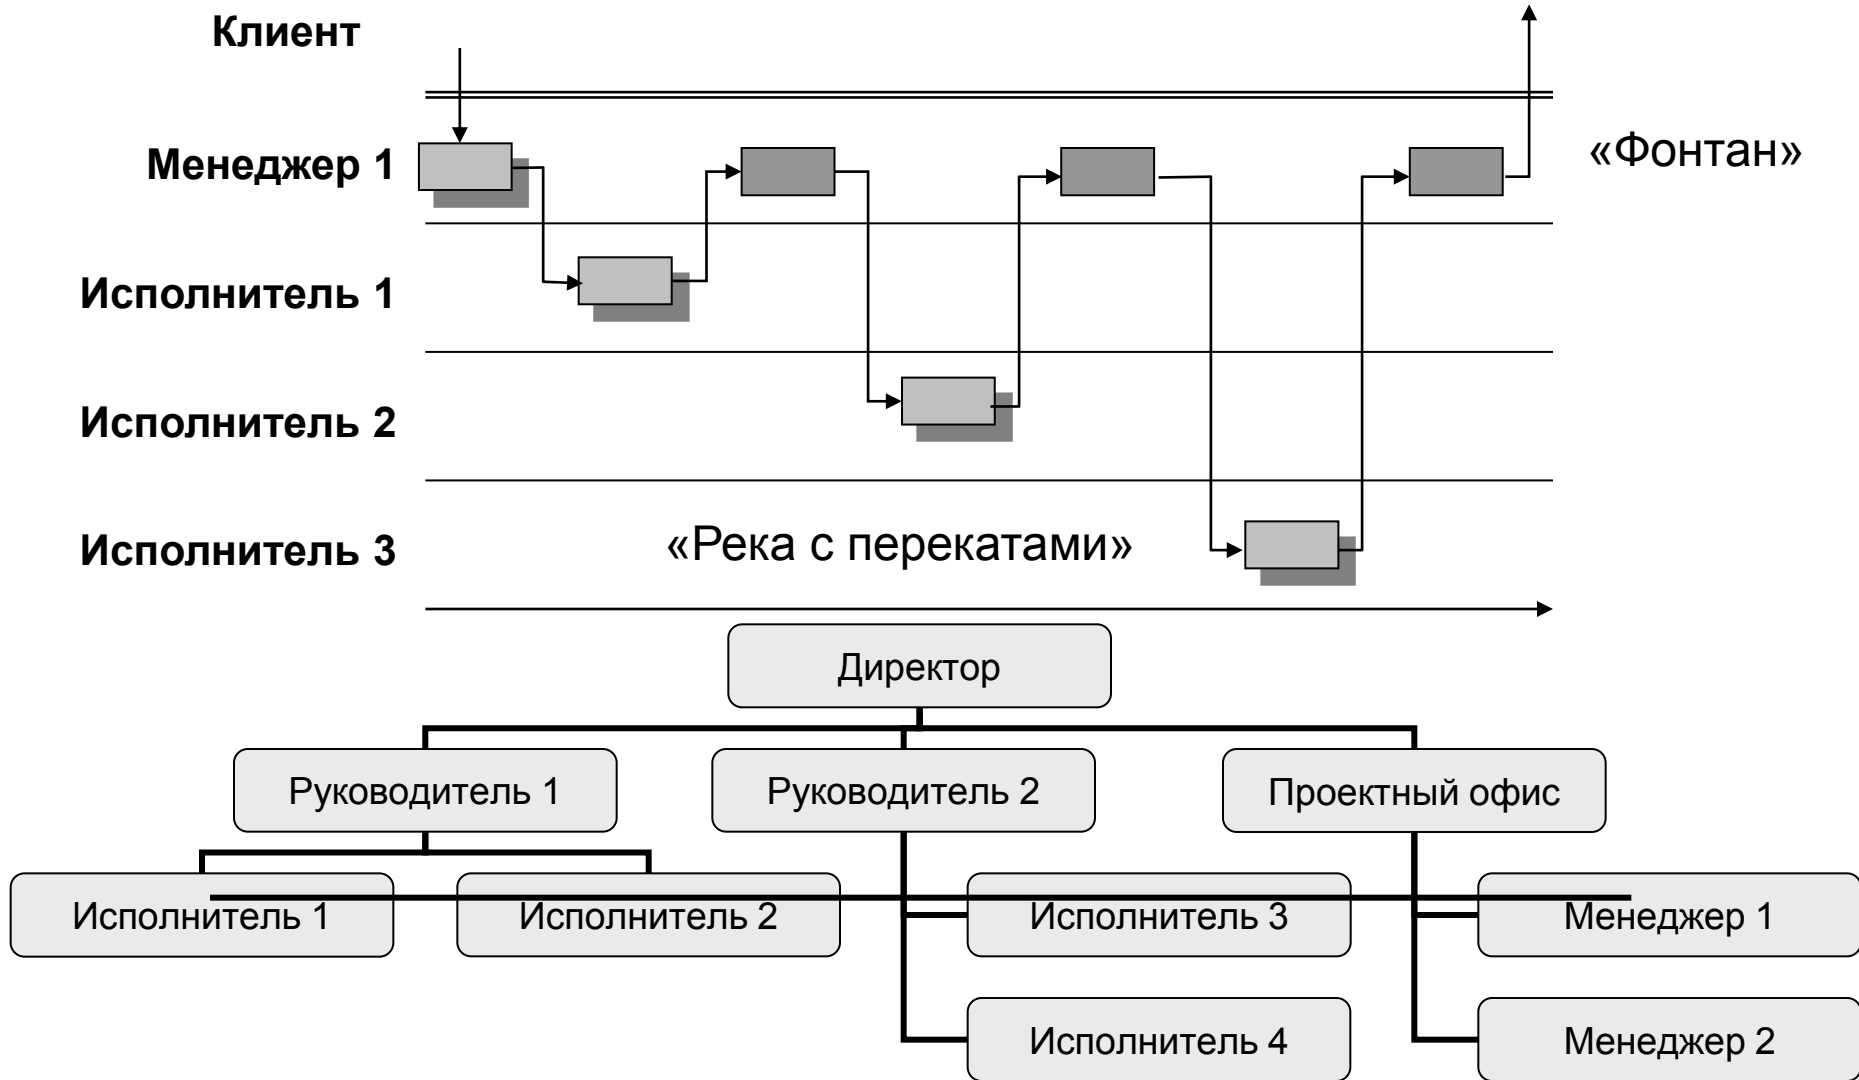 Клиент
Менеджер 1
«Фонтан»
Исполнитель 1
Исполнитель 2
Исполнитель 3
«Река с перекатами»
Директор
Руководитель 1
Руководитель 2
Проектный офис
Исполнитель 1
Исполнитель 2
Исполнитель 3
Менеджер 1
Исполнитель 4
Менеджер 2